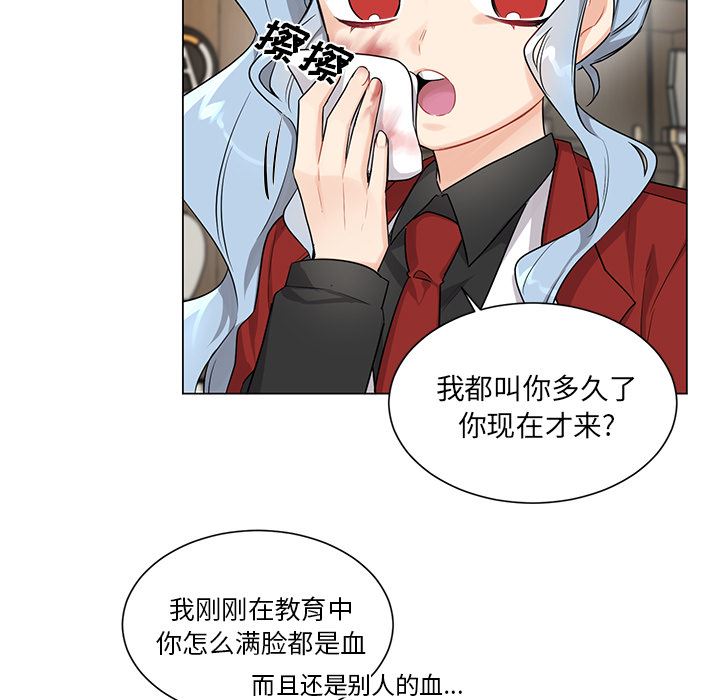 擦擦
我都叫你多久了
你现在才来?
我刚刚在教育中
你怎么满脸都是血
而且还是别人的血...